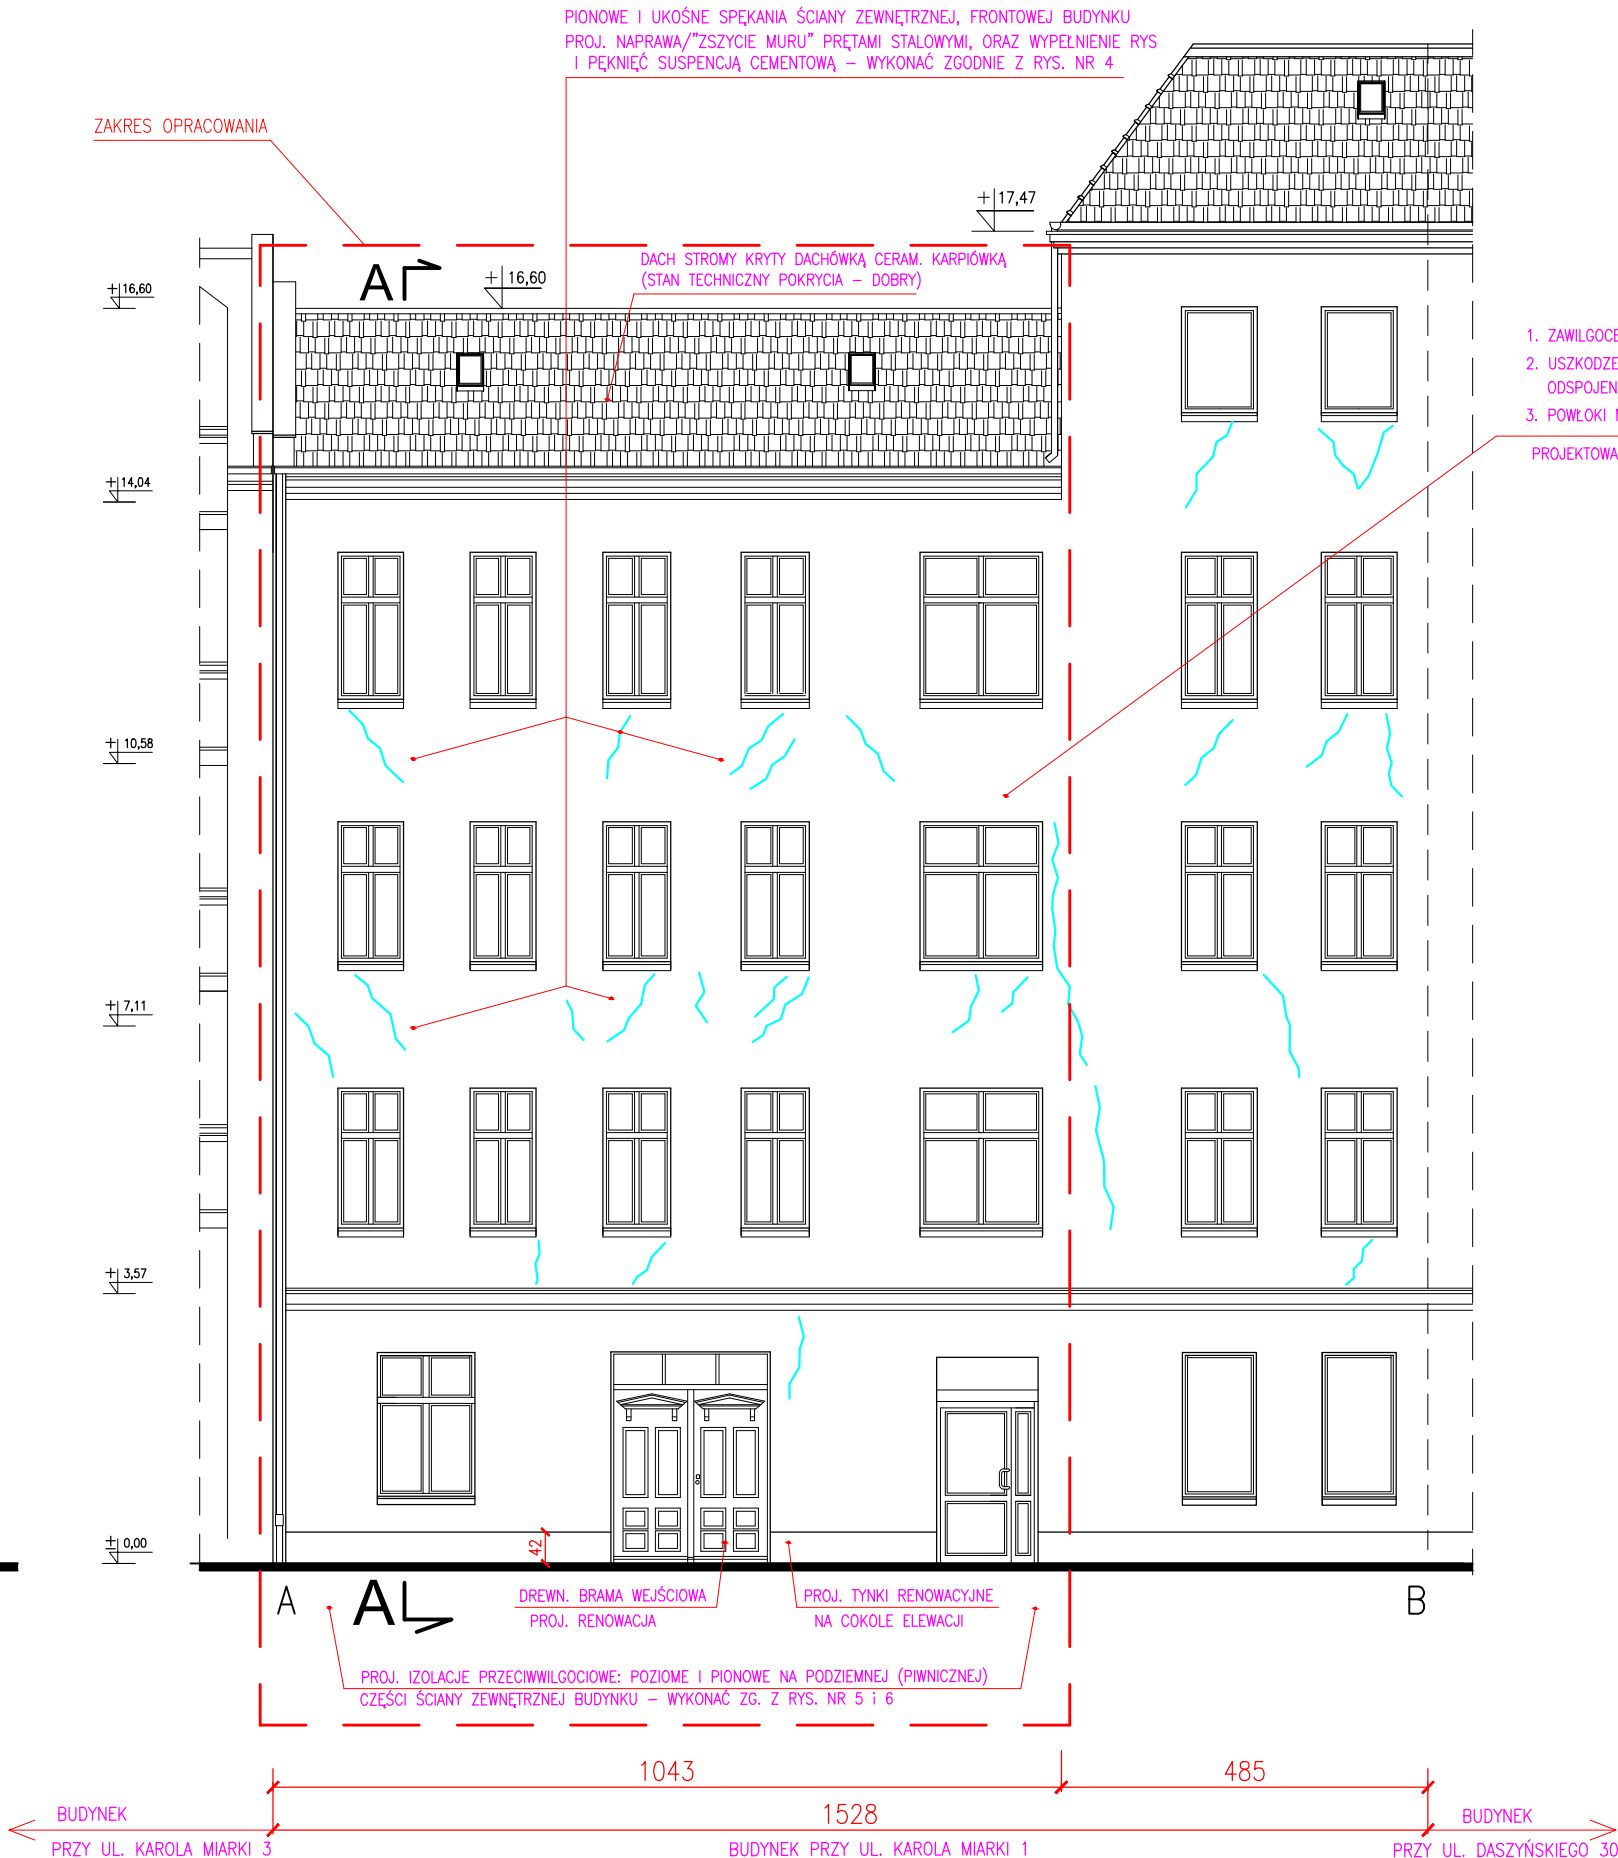 PIONOWE I UKOŚNE SPĘKANIA ŚCIANY ZEWNĘTRZNEJ, FRONTOWEJ BUDYNKU
PROJ. NAPRAWA/"ZSZYCIE MURU" PRĘTAMI STALOWYMI, ORAZ WYPEŁNIENIE RYS
I PĘKNIĘĆ SUSPENCJĄ CEMENTOWĄ – WYKONAĆ ZGODNIE Z RYS. NR 4
ZAKRES OPRACOWANIA
+ 17,47
DACH STROMY KRYTY DACHÓWKĄ CERAM. KARPIÓWKĄ
(STAN TECHNICZNY POKRYCIA – DOBRY)
A
+ 16,60
+ 16,60
1. ZAWILGOCE
2. USZKODZE
ODSPOJEN
3. POWŁOKI
PROJEKTOWA
+ 14,04
+ 10,58
+ 7,11
+ 3,57
± 0,00
42
A
A
B
DREWN. BRAMA WEJŚCIOWA
PROJ. RENOWACJA
PROJ. TYNKI RENOWACYJNE
NA COKOLE ELEWACJI
PROJ. IZOLACJE PRZECIWWILGOCIOWE: POZIOME I PIONOWE NA PODZIEMNEJ (PIWNICZNEJ)
CZĘŚCI ŚCIANY ZEWNĘTRZNEJ BUDYNKU – WYKONAĆ ZG. Z RYS. NR 5 i 6
1043
485
1528
BUDYNEK
PRZY UL. KAROLA MIARKI 3
BUDYNEK PRZY UL. KAROLA MIARKI 1
BUDYNEK
PRZY UL. DASZYŃSKIEGO 30